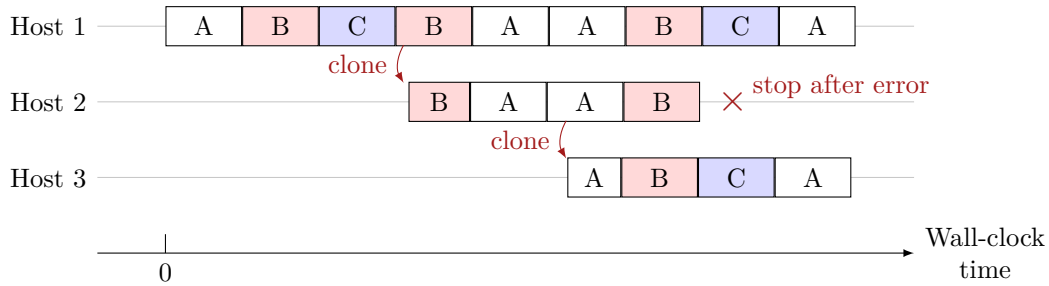 Host 1 A B C B A A B C A
clone
Host 2 B A A B stop after error
clone
Host 3 A B C A
0
Wall-clock
time